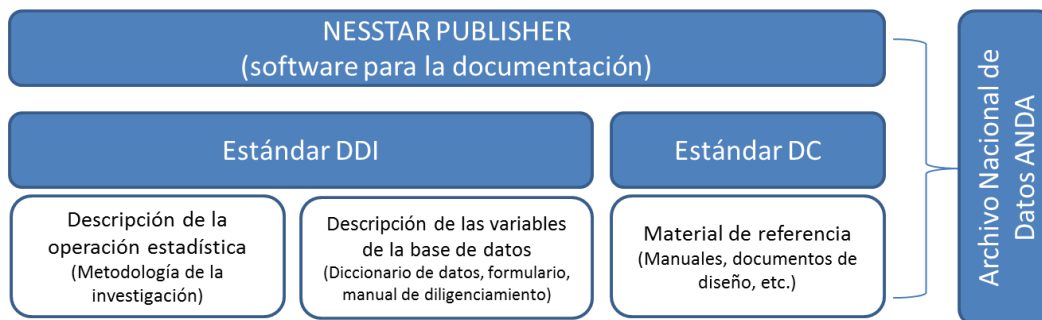 NESSTAR PUBLISHER
(software para la documentación)
Estándar DDI
Estándar DC
Descripción de la
operación estadística
(Metodología de la
investigación)
Descripción de las variables
de la base de datos
(Diccionario de datos, formulario,
manual de diligenciamiento)
Material de referencia
(Manuales, documentos de
diseño, etc.)
Archivo Nacional de
Datos ANDA